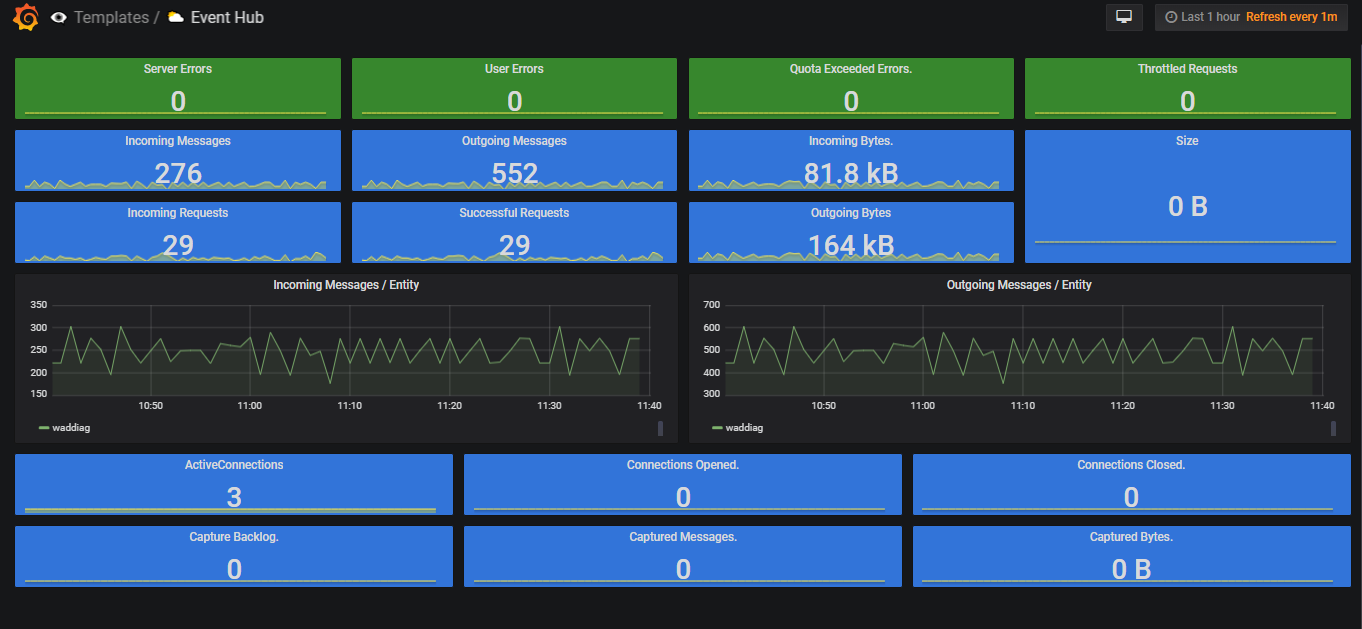 Templates / Event Hub
Last 1 hour Refresh every 1m
Server Errors
0
User Errors
0
Quota Exceeded Errors.
0
Throttled Requests
0
Incoming Messages
276
Outgoing Messages
552
Incoming Bytes.
81.8 kB
Size
0 B
Incoming Requests
29
Successful Requests
29
Outgoing Bytes
164 kB
Incoming Messages / Entity
350
300
250
200
150
10:50 11:00 11:10 11:20 11:30 11:40
waddiag
Outgoing Messages / Entity
700
600
500
400
300
10:50 11:00 11:10 11:20 11:30 11:40
waddiag
ActiveConnections
3
Connections Opened.
0
Connections Closed.
0
Capture Backlog.
0
Captured Messages.
0
Captured Bytes.
0 B